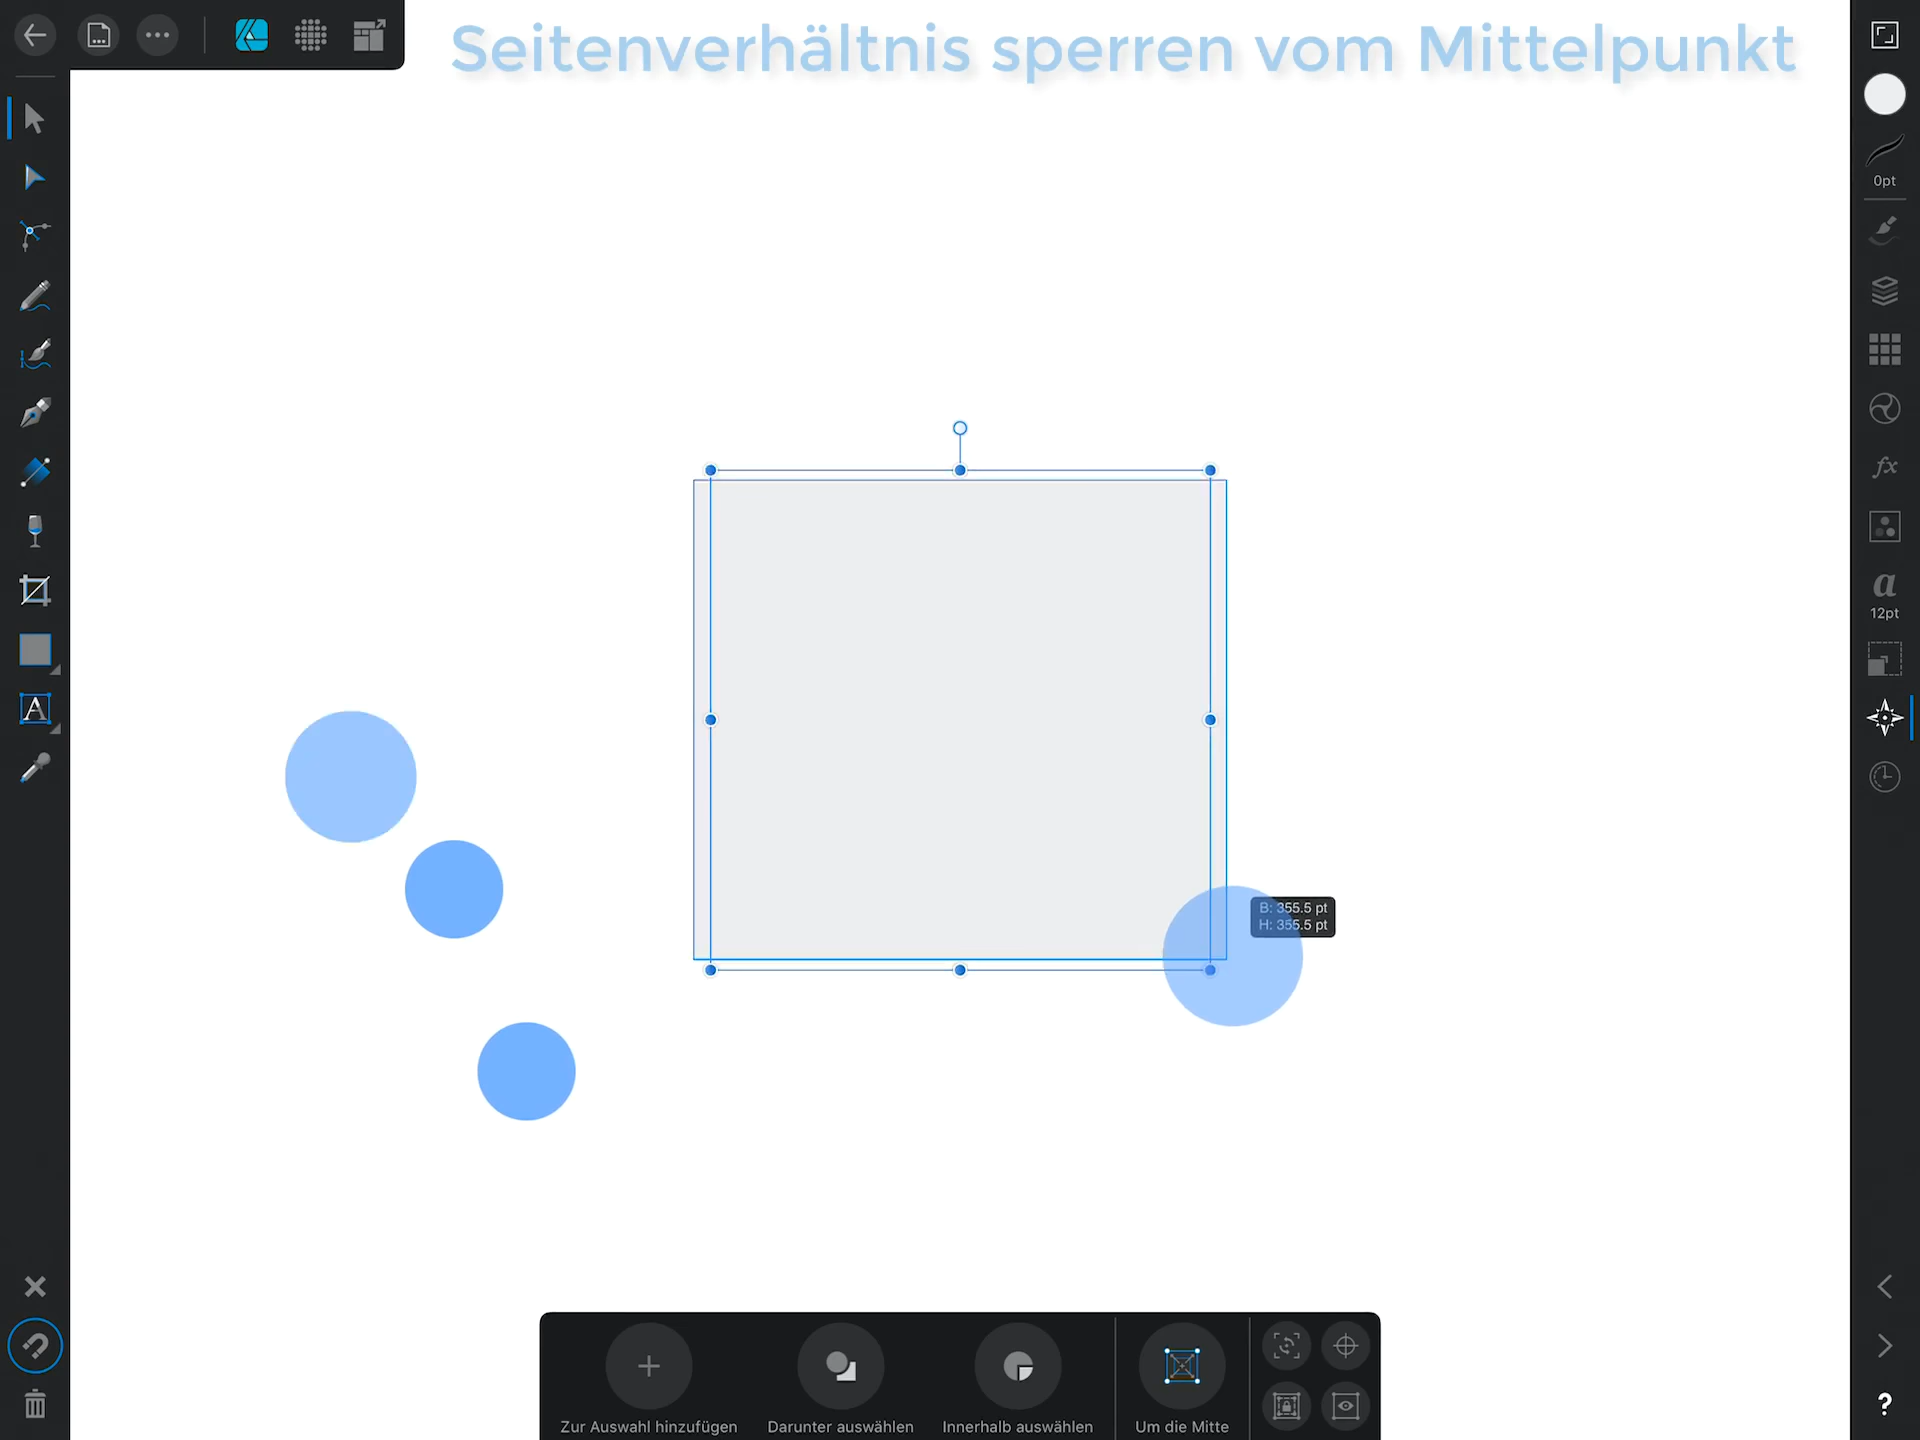 Seitenverhältnis sperren vom Mittelpunkt
0pt
fx
a
12pt
A
B: 355.5 pt
H: 355.5 pt
Zur Auswahl hinzufügen
Darunter auswählen
Innerhalb auswählen
Um die Mitte
?